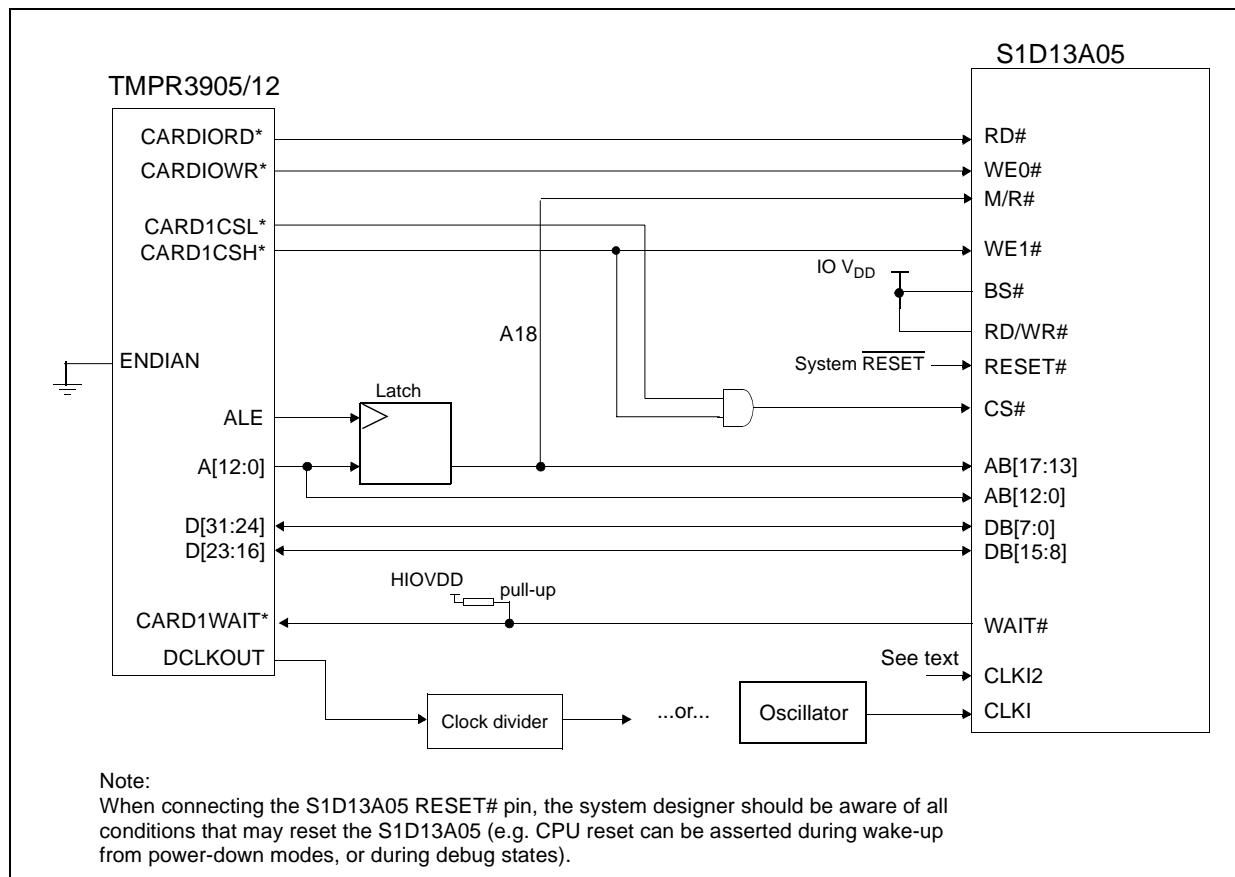 S1D13A05
TMPR3905/12
CARDIORD*
RD#
CARDIOWR*
WE0#
M/R#
CARD1CSL*
CARD1CSH*
WE1#
IO VDD
BS#
A18
RD/WR#
ENDIAN
System RESET
RESET#
Latch
ALE
CS#
A[12:0]
AB[17:13]
AB[12:0]
D[31:24]
DB[7:0]
D[23:16]
DB[15:8]
HIOVDD
pull-up
CARD1WAIT*
WAIT#
DCLKOUT
See text
CLKI2
Clock divider
...or...
Oscillator
CLKI
Note:
When connecting the S1D13A05 RESET# pin, the system designer should be aware of all
conditions that may reset the S1D13A05 (e.g. CPU reset can be asserted during wake-up
from power-down modes, or during debug states).